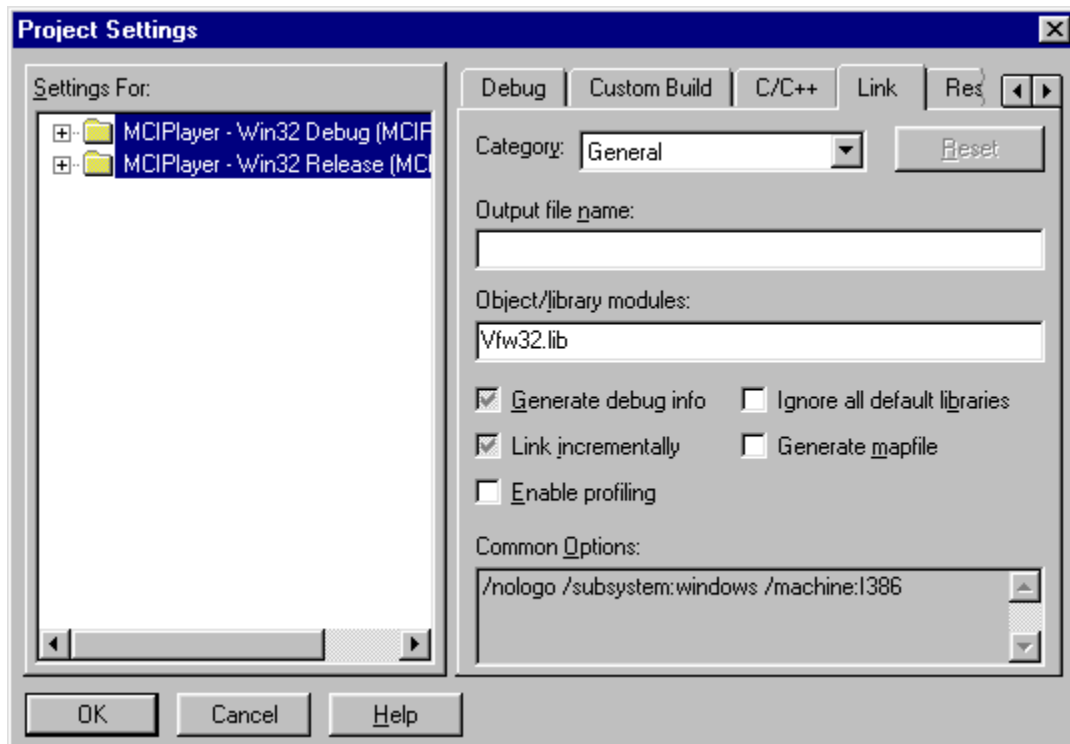 Project Settings
Settings For:
MCIPlayer - Win32 Debug (MCIP
MCIPlayer - Win32 Release (MCI
Debug
Custom Build
C/C++
Link
Res
Category:
General
Reset
Output file name:
Object/library modules:
Vfw32.lib
Generate debug info
Ignore all default libraries
Link incrementally
Generate mapfile
Enable profiling
Common Options:
/nologo /subsystem:windows /machine:I386
OK
Cancel
Help